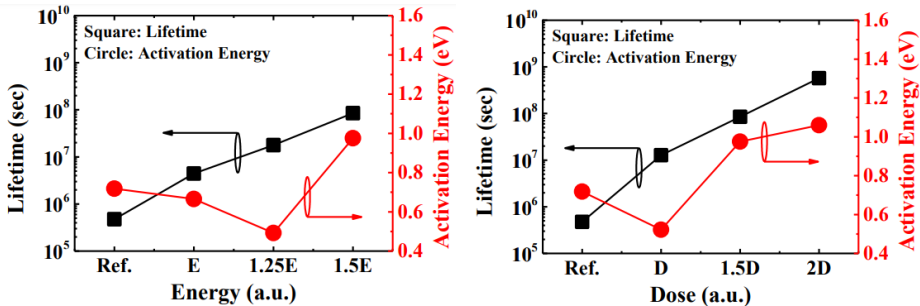 Square: Lifetime
Circle: Activation Energy
Lifetime (sec)
10^10
10^9
10^8
10^7
10^6
10^5
1.6
1.4
1.2
1.0
0.8
0.6
0.4
Activation Energy (eV)
Ref. E 1.25E 1.5E
Energy (a.u.)
Square: Lifetime
Circle: Activation Energy
Lifetime (sec)
10^10
10^9
10^8
10^7
10^6
10^5
1.6
1.4
1.2
1.0
0.8
0.6
0.4
Activation Energy (eV)
Ref. D 1.5D 2D
Dose (a.u.)